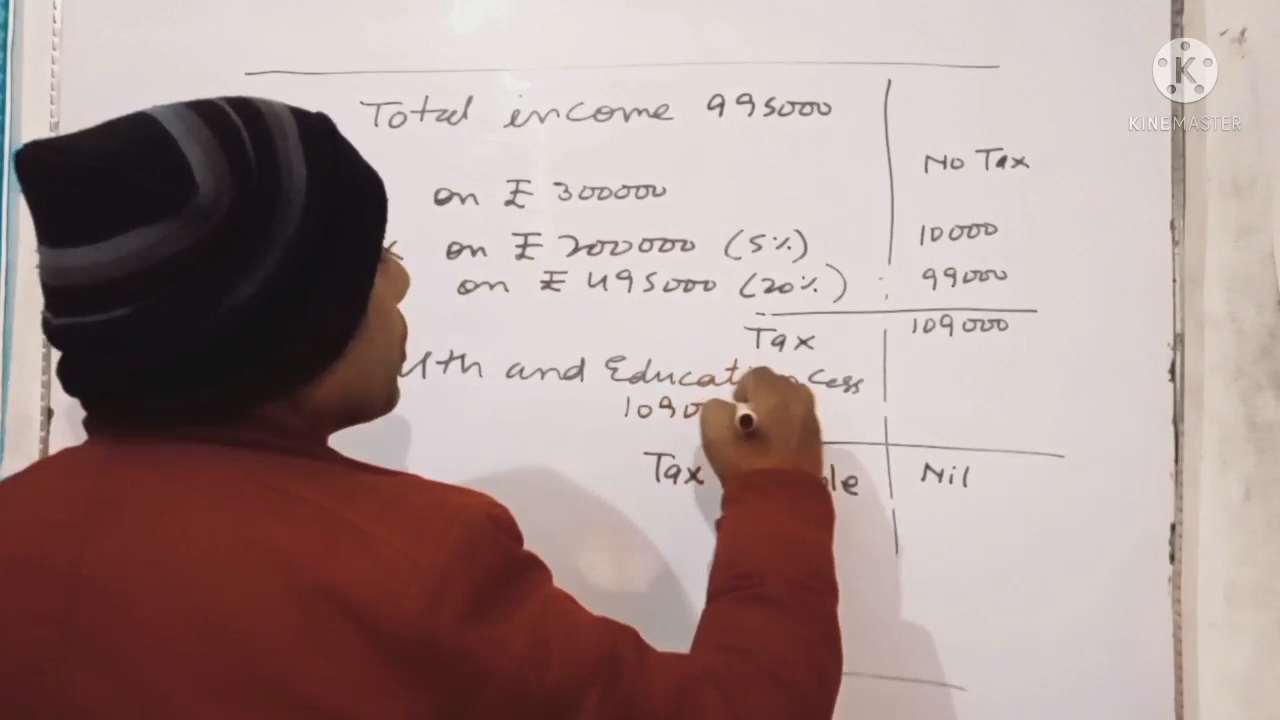 K
KINEMASTER
Total income 995000
No Tax
on ₹ 300000
on ₹ 200000 (5%) 10000
on ₹ 495000 (20%) : 99000
Tax 109000
and Education Cess
Tax Nil